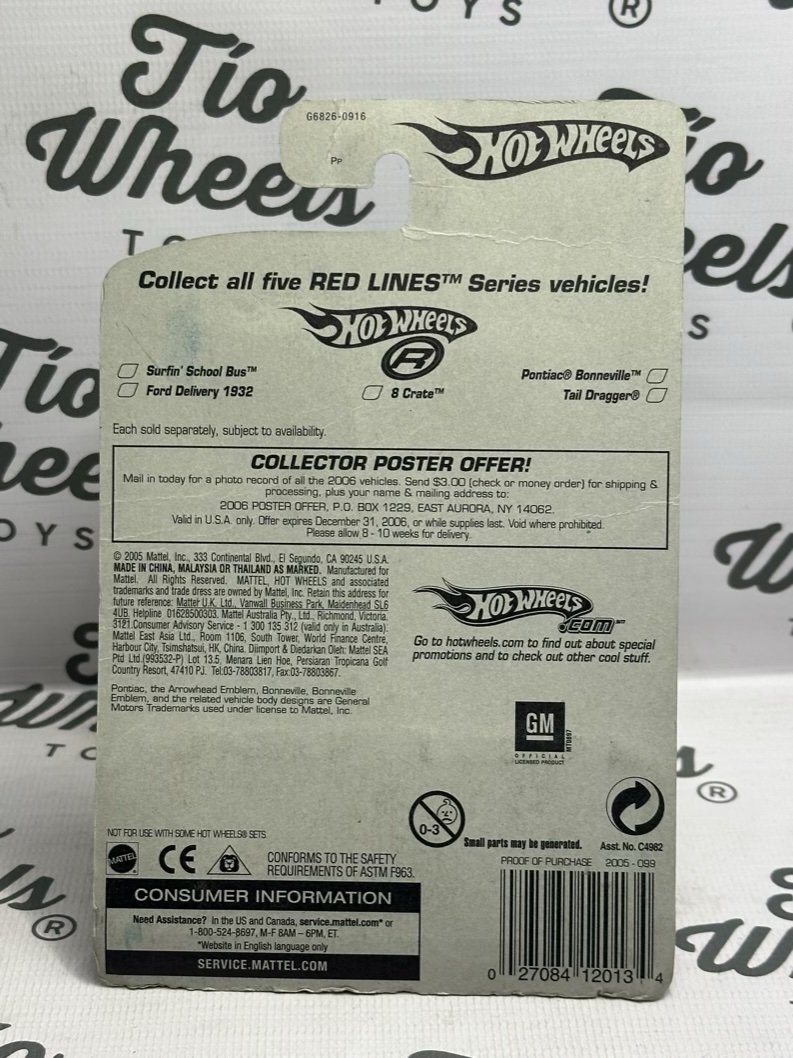 TOYS ®
Tío
Wheels
G6826-0916
Pp
HOT WHEELS
Collect all five RED LINES™ Series vehicles!
HOT WHEELS
R
Surfin' School Bus™
Ford Delivery 1932
8 Crate™
Pontiac® Bonneville™
Tail Dragger®
Each sold separately, subject to availability.
COLLECTOR POSTER OFFER!
Mail in today for a photo record of all the 2006 vehicles. Send $3.00 (check or money order) for shipping &
processing, plus your name & mailing address to:
2006 POSTER OFFER, P.O. BOX 1229, EAST AURORA, NY 14052.
Valid in U.S.A. only. Offer expires December 31, 2006, or while supplies last. Void where prohibited.
Please allow 8 - 10 weeks for delivery.
© 2005 Mattel, Inc., 333 Continental Blvd., El Segundo, CA 90245 U.S.A.
MADE IN CHINA, MALAYSIA OR THAILAND AS MARKED. Manufactured for
Mattel. All Rights Reserved. MATTEL, HOT WHEELS and associated
trademarks and trade dress are owned by Mattel, Inc. Retain this address for
future reference: Mattel U.K. Ltd., Vanwall Business Park, Maidenhead SL6
4UB. Helpline 01628500303. Mattel Australia Pty., Ltd., Richmond, Victoria.
3121.Consumer Advisory Service - 1 300 135 312 (valid only in Australia).
Mattel East Asia Ltd., Room 1106, South Tower, World Finance Centre,
Harbour City, Tsimshatsui, HK, China. Diimport & Diedarkan Oleh: Mattel SEA
Ptd Ltd.(993532-P) Lot 13.5, Menara Lien Hoe, Persiaran Tropicana Golf
Country Resort, 47410 PJ. Tel:03-78803817, Fax:03-78803867.
Pontiac, the Arrowhead Emblem, Bonneville, Bonneville
Emblem, and the related vehicle body designs are General
Motors Trademarks used under license to Mattel, Inc.
HOT WHEELS
.COM™
Go to hotwheels.com to find out about special
promotions and to check out other cool stuff.
GM
OFFICIAL
LICENSED PRODUCT
0-3
Small parts may be generated.
Asst. No. C4982
NOT FOR USE WITH SOME HOT WHEELS® SETS.
MATTEL
CE
CONFORMS TO THE SAFETY
REQUIREMENTS OF ASTM F963.
CONSUMER INFORMATION
Need Assistance? In the US and Canada, service.mattel.com* or
1-800-524-8697, M-F 8AM – 6PM, ET.
*Website in English language only
SERVICE.MATTEL.COM
PROOF OF PURCHASE 2005 - 099
0 27084 12013 4